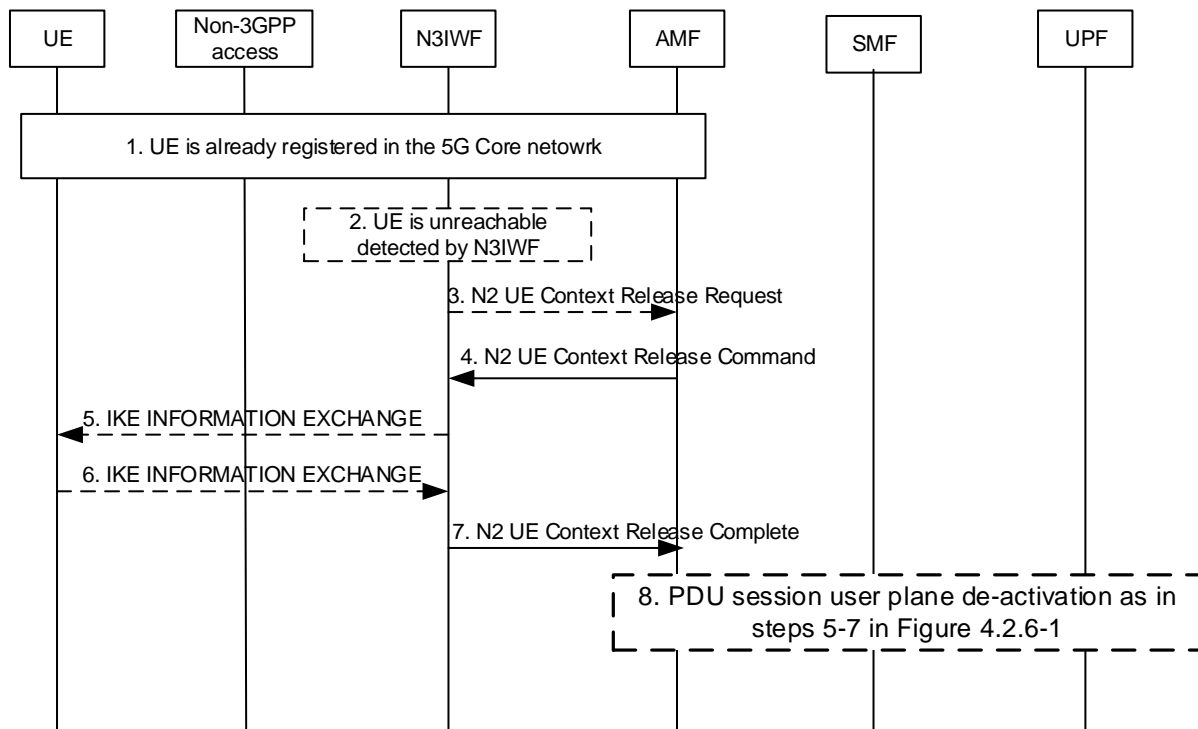 UE
Non-3GPP
access
N3IWF
AMF
SMF
UPF
1. UE is already registered in the 5G Core netowrk
2. UE is unreachable
detected by N3IWF
3. N2 UE Context Release Request
4. N2 UE Context Release Command
5. IKE INFORMATION EXCHANGE
6. IKE INFORMATION EXCHANGE
7. N2 UE Context Release Complete
8. PDU session user plane de-activation as in
steps 5-7 in Figure 4.2.6-1